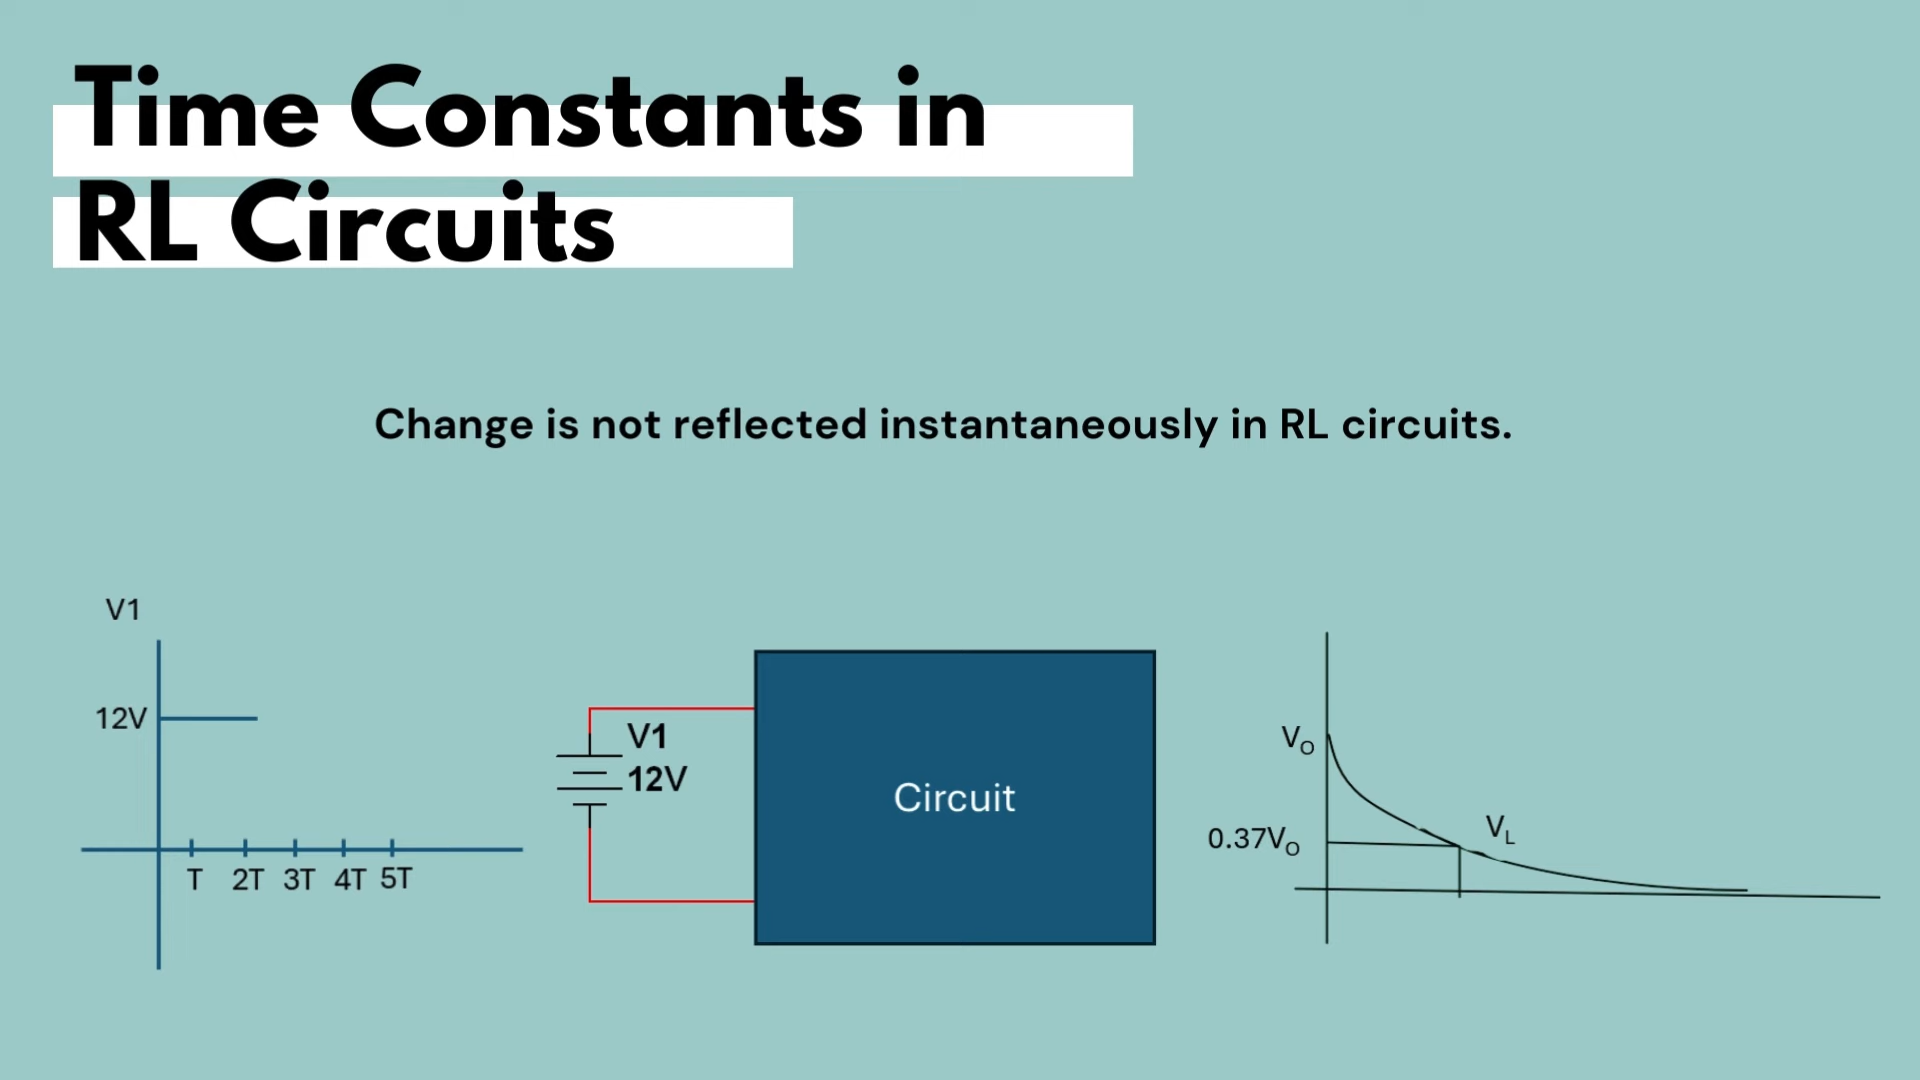 Time Constants in
RL Circuits
Change is not reflected instantaneously in RL circuits.
V1
12V
T 2T 3T 4T 5T
V1
12V
Circuit
VO
0.37VO
VL